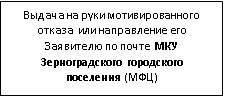 Выдача на руки мотивированного
отказа или направление его
Заявителю по почте МКУ
Зерноградского городского
поселения (МФЦ)